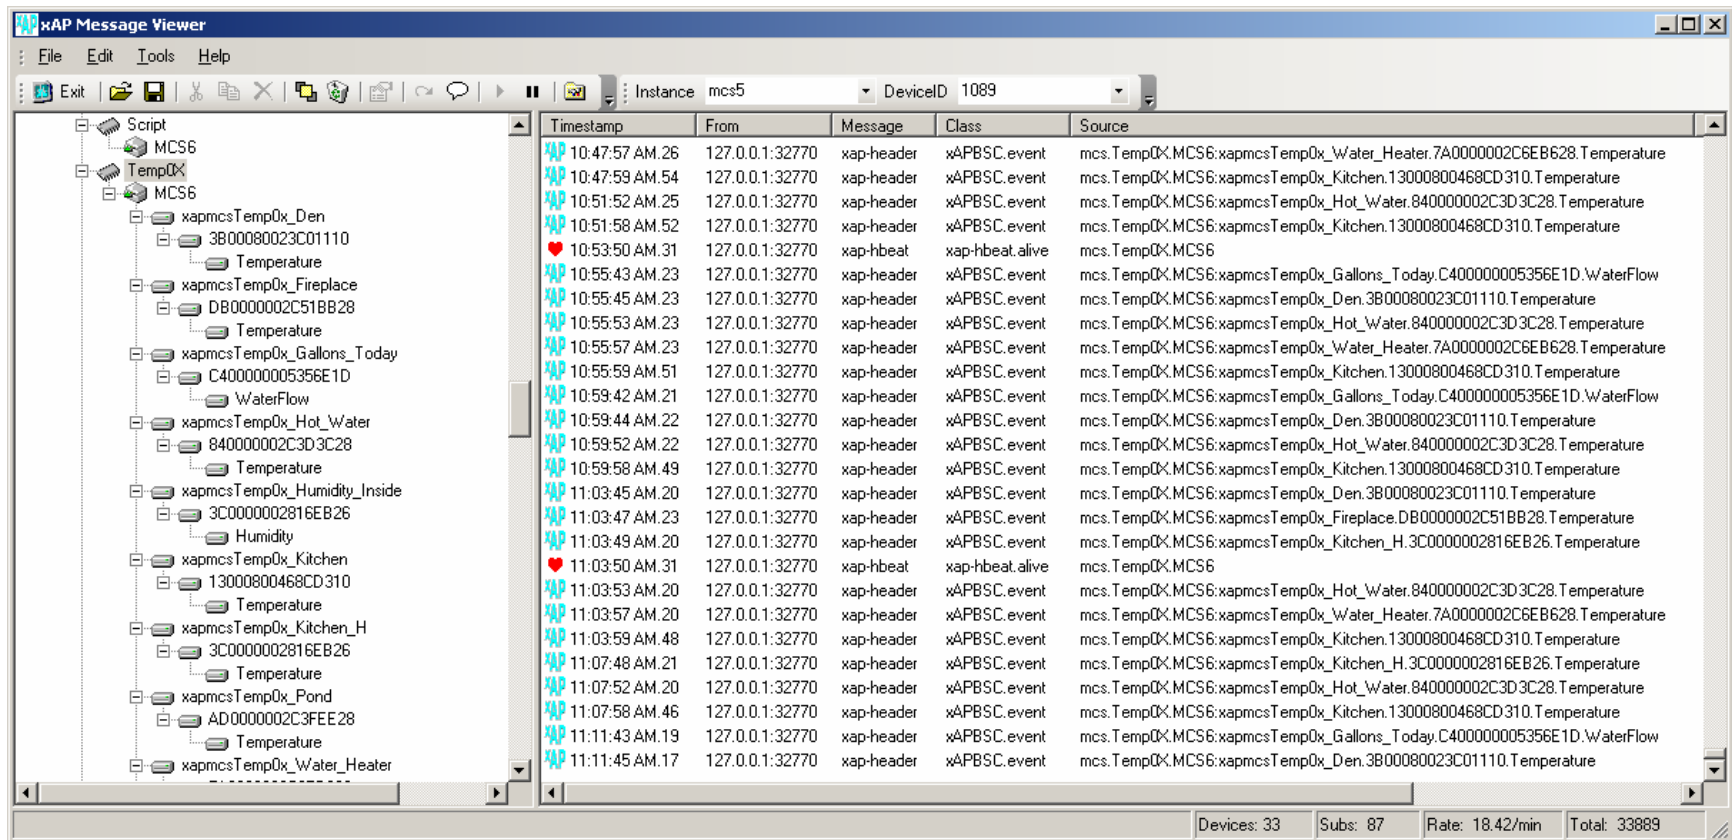 xAP Message Viewer
File Edit Tools Help
Exit Instance mcs5 DeviceID 1089
Script
MCS6
Temp0X
MCS6
xapmcsTemp0x_Den
3B00080023C01110
Temperature
xapmcsTemp0x_Fireplace
DB0000002C51BB28
Temperature
xapmcsTemp0x_Gallons_Today
C400000005356E1D
WaterFlow
xapmcsTemp0x_Hot_Water
840000002C3D3C28
Temperature
xapmcsTemp0x_Humidity_Inside
3C0000002816EB26
Humidity
xapmcsTemp0x_Kitchen
13000800468CD310
Temperature
xapmcsTemp0x_Kitchen_H
3C0000002816EB26
Temperature
xapmcsTemp0x_Pond
AD0000002C3FEE28
Temperature
xapmcsTemp0x_Water_Heater
Timestamp From Message Class Source
xAP 10:47:57 AM.26 127.0.0.1:32770 xap-header xAPBSC.event mcs.Temp0X.MCS6:xapmcsTemp0x_Water_Heater.7A0000002C6EB628.Temperature
xAP 10:47:59 AM.54 127.0.0.1:32770 xap-header xAPBSC.event mcs.Temp0X.MCS6:xapmcsTemp0x_Kitchen.13000800468CD310.Temperature
xAP 10:51:52 AM.25 127.0.0.1:32770 xap-header xAPBSC.event mcs.Temp0X.MCS6:xapmcsTemp0x_Hot_Water.840000002C3D3C28.Temperature
xAP 10:51:58 AM.52 127.0.0.1:32770 xap-header xAPBSC.event mcs.Temp0X.MCS6:xapmcsTemp0x_Kitchen.13000800468CD310.Temperature
10:53:50 AM.31 127.0.0.1:32770 xap-hbeat xap-hbeat.alive mcs.Temp0X.MCS6
xAP 10:55:43 AM.23 127.0.0.1:32770 xap-header xAPBSC.event mcs.Temp0X.MCS6:xapmcsTemp0x_Gallons_Today.C400000005356E1D.WaterFlow
xAP 10:55:45 AM.23 127.0.0.1:32770 xap-header xAPBSC.event mcs.Temp0X.MCS6:xapmcsTemp0x_Den.3B00080023C01110.Temperature
xAP 10:55:53 AM.23 127.0.0.1:32770 xap-header xAPBSC.event mcs.Temp0X.MCS6:xapmcsTemp0x_Hot_Water.840000002C3D3C28.Temperature
xAP 10:55:57 AM.23 127.0.0.1:32770 xap-header xAPBSC.event mcs.Temp0X.MCS6:xapmcsTemp0x_Water_Heater.7A0000002C6EB628.Temperature
xAP 10:55:59 AM.51 127.0.0.1:32770 xap-header xAPBSC.event mcs.Temp0X.MCS6:xapmcsTemp0x_Kitchen.13000800468CD310.Temperature
xAP 10:59:42 AM.21 127.0.0.1:32770 xap-header xAPBSC.event mcs.Temp0X.MCS6:xapmcsTemp0x_Gallons_Today.C400000005356E1D.WaterFlow
xAP 10:59:44 AM.22 127.0.0.1:32770 xap-header xAPBSC.event mcs.Temp0X.MCS6:xapmcsTemp0x_Den.3B00080023C01110.Temperature
xAP 10:59:52 AM.22 127.0.0.1:32770 xap-header xAPBSC.event mcs.Temp0X.MCS6:xapmcsTemp0x_Hot_Water.840000002C3D3C28.Temperature
xAP 10:59:58 AM.49 127.0.0.1:32770 xap-header xAPBSC.event mcs.Temp0X.MCS6:xapmcsTemp0x_Kitchen.13000800468CD310.Temperature
xAP 11:03:45 AM.20 127.0.0.1:32770 xap-header xAPBSC.event mcs.Temp0X.MCS6:xapmcsTemp0x_Den.3B00080023C01110.Temperature
xAP 11:03:47 AM.23 127.0.0.1:32770 xap-header xAPBSC.event mcs.Temp0X.MCS6:xapmcsTemp0x_Fireplace.DB0000002C51BB28.Temperature
xAP 11:03:49 AM.20 127.0.0.1:32770 xap-header xAPBSC.event mcs.Temp0X.MCS6:xapmcsTemp0x_Kitchen_H.3C0000002816EB26.Temperature
11:03:50 AM.31 127.0.0.1:32770 xap-hbeat xap-hbeat.alive mcs.Temp0X.MCS6
xAP 11:03:53 AM.20 127.0.0.1:32770 xap-header xAPBSC.event mcs.Temp0X.MCS6:xapmcsTemp0x_Hot_Water.840000002C3D3C28.Temperature
xAP 11:03:57 AM.20 127.0.0.1:32770 xap-header xAPBSC.event mcs.Temp0X.MCS6:xapmcsTemp0x_Water_Heater.7A0000002C6EB628.Temperature
xAP 11:03:59 AM.48 127.0.0.1:32770 xap-header xAPBSC.event mcs.Temp0X.MCS6:xapmcsTemp0x_Kitchen.13000800468CD310.Temperature
xAP 11:07:48 AM.21 127.0.0.1:32770 xap-header xAPBSC.event mcs.Temp0X.MCS6:xapmcsTemp0x_Kitchen_H.3C0000002816EB26.Temperature
xAP 11:07:52 AM.20 127.0.0.1:32770 xap-header xAPBSC.event mcs.Temp0X.MCS6:xapmcsTemp0x_Hot_Water.840000002C3D3C28.Temperature
xAP 11:07:58 AM.46 127.0.0.1:32770 xap-header xAPBSC.event mcs.Temp0X.MCS6:xapmcsTemp0x_Kitchen.13000800468CD310.Temperature
xAP 11:11:43 AM.19 127.0.0.1:32770 xap-header xAPBSC.event mcs.Temp0X.MCS6:xapmcsTemp0x_Gallons_Today.C400000005356E1D.WaterFlow
xAP 11:11:45 AM.17 127.0.0.1:32770 xap-header xAPBSC.event mcs.Temp0X.MCS6:xapmcsTemp0x_Den.3B00080023C01110.Temperature
Devices: 33 Subs: 87 Rate: 18.42/min Total: 33889